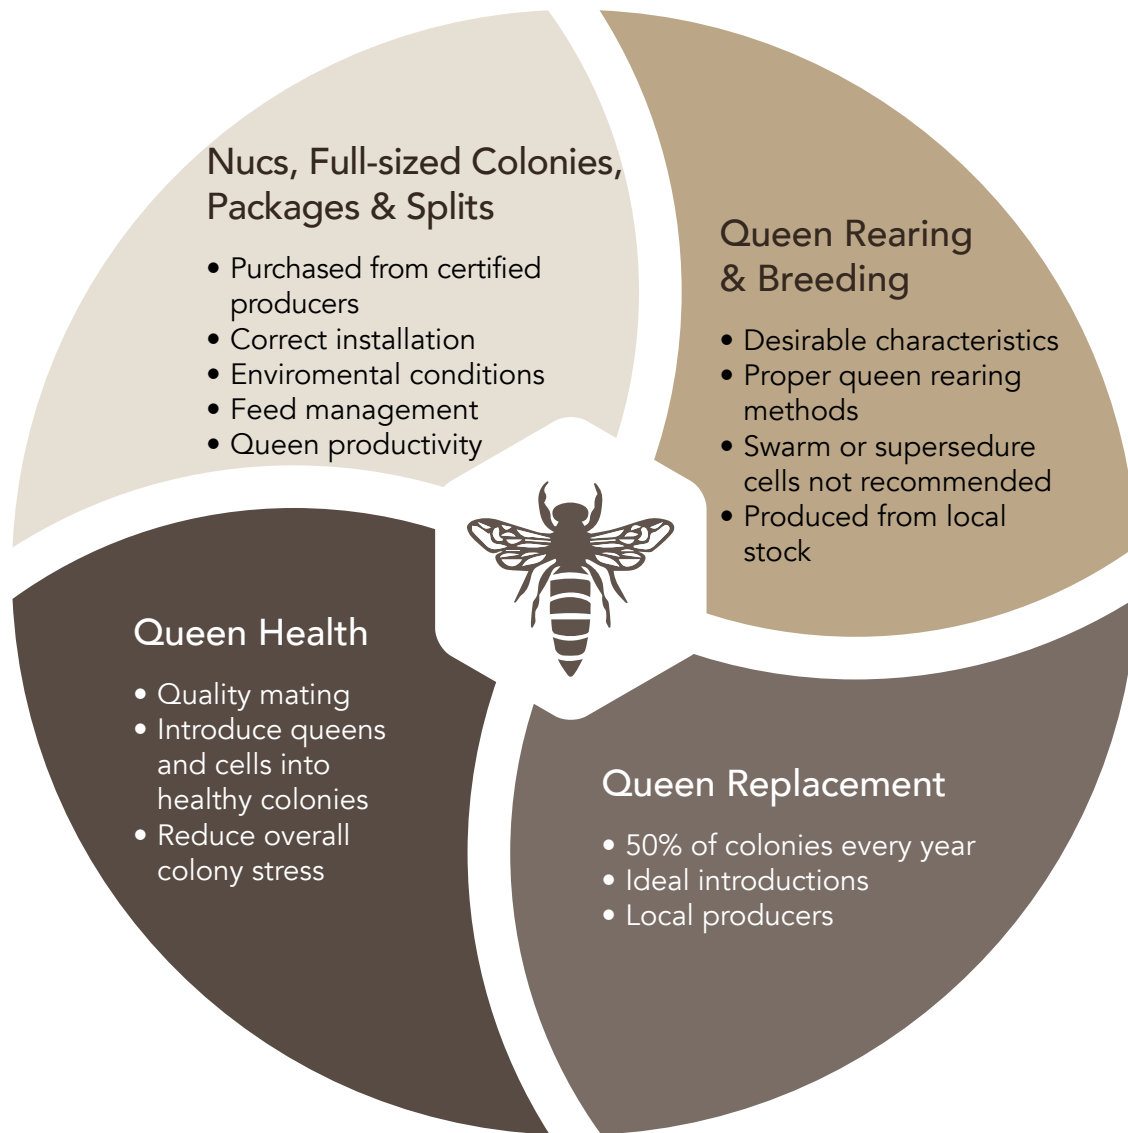 Nucs, Full-sized Colonies,
Packages & Splits
• Purchased from certified
producers
• Correct installation
• Enviromental conditions
• Feed management
• Queen productivity
Queen Rearing
& Breeding
• Desirable characteristics
• Proper queen rearing
methods
• Swarm or supersedure
cells not recommended
• Produced from local
stock
Queen Health
• Quality mating
• Introduce queens
and cells into
healthy colonies
• Reduce overall
colony stress
Queen Replacement
• 50% of colonies every year
• Ideal introductions
• Local producers